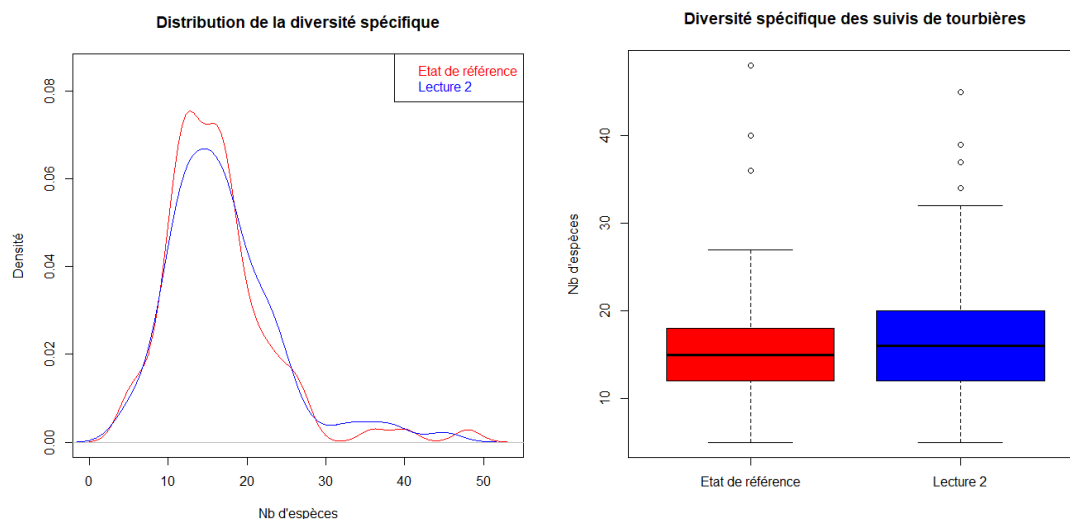 Distribution de la diversité spécifique
Etat de référence
Lecture 2
Densité
0.08
0.06
0.04
0.02
0.00
0 10 20 30 40 50
Nb d'espèces
Diversité spécifique des suivis de tourbières
Nb d'espèces
40
30
20
10
Etat de référence Lecture 2